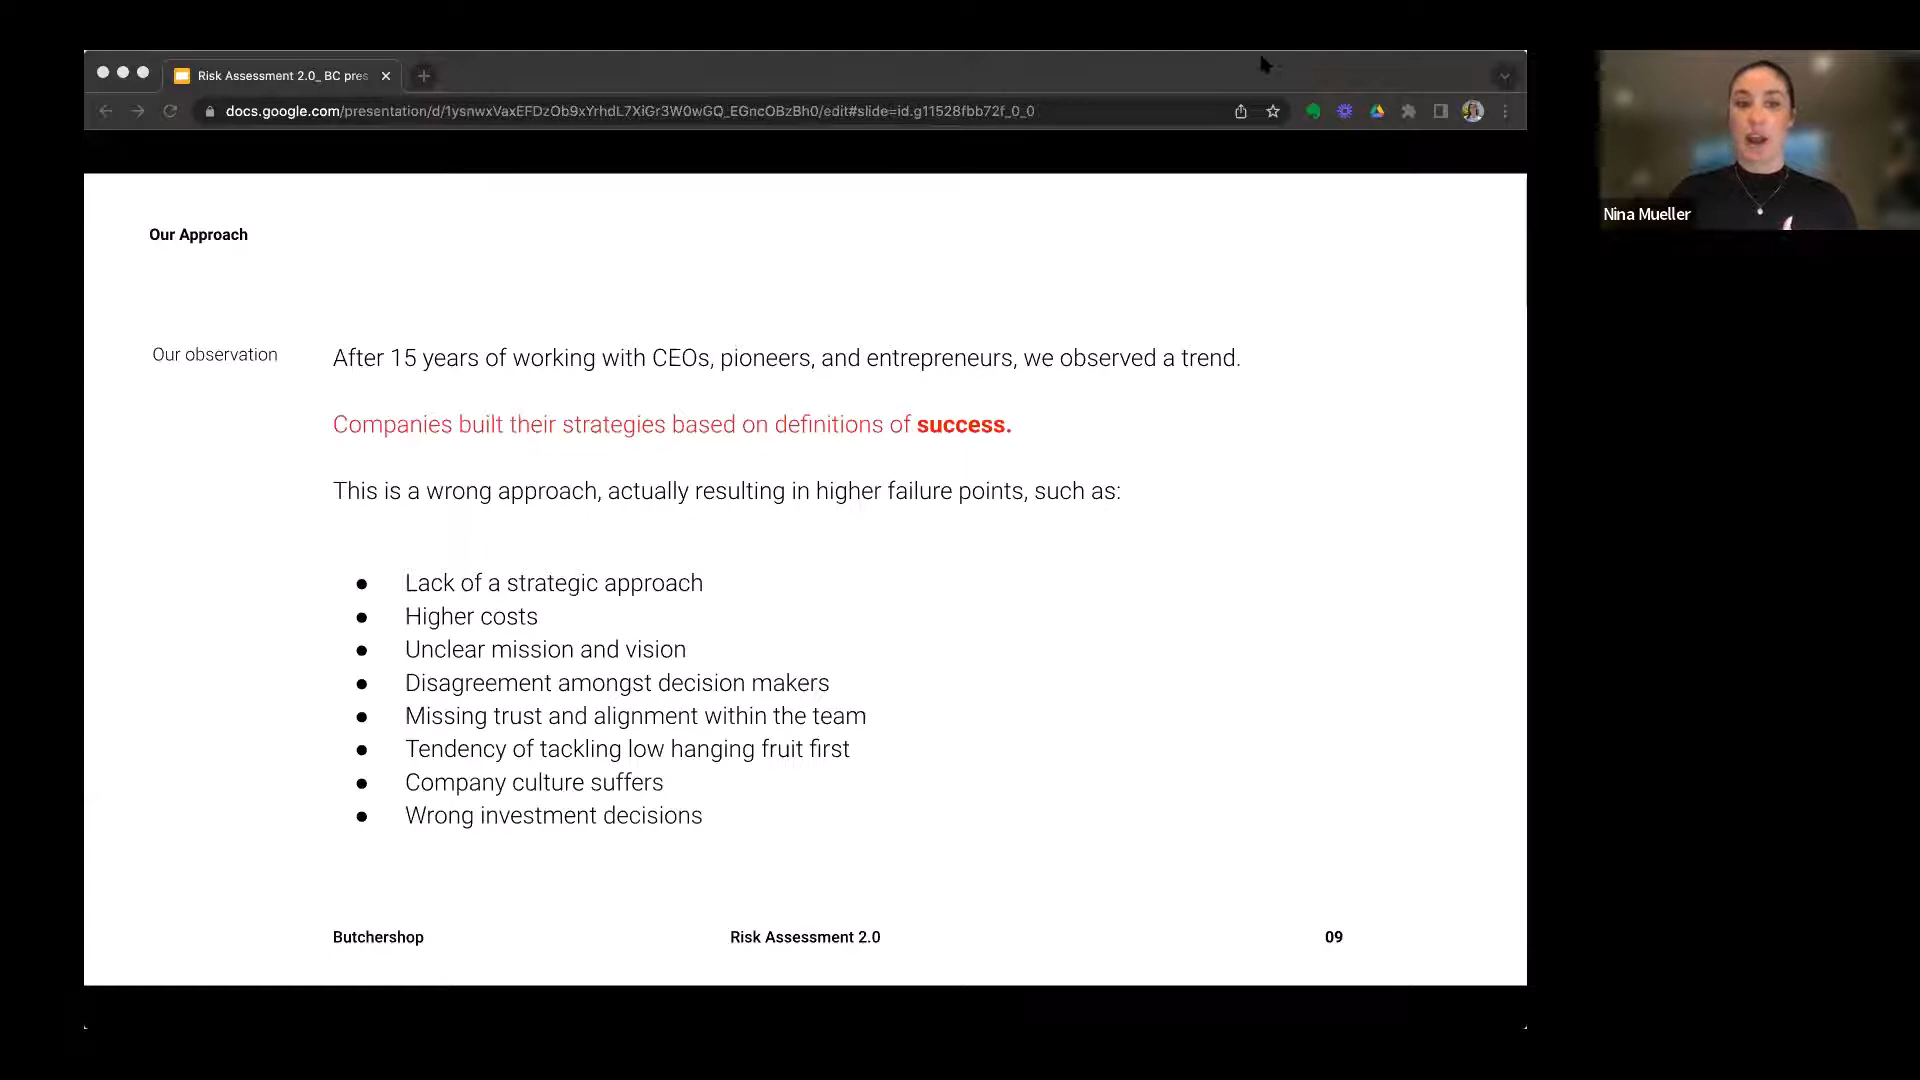 Risk Assessment 2.0_ BC pres
docs.google.com/presentation/d/1ysnwxVaxEFDzOb9xYrhdL7XiGr3W0wGQ_EGncOBzBh0/edit#slide=id.g11528fbb72f_0_0
Nina Mueller
Our Approach
Our observation
After 15 years of working with CEOs, pioneers, and entrepreneurs, we observed a trend.
Companies built their strategies based on definitions of success.
This is a wrong approach, actually resulting in higher failure points, such as:
● Lack of a strategic approach
● Higher costs
● Unclear mission and vision
● Disagreement amongst decision makers
● Missing trust and alignment within the team
● Tendency of tackling low hanging fruit first
● Company culture suffers
● Wrong investment decisions
Butchershop
Risk Assessment 2.0
09